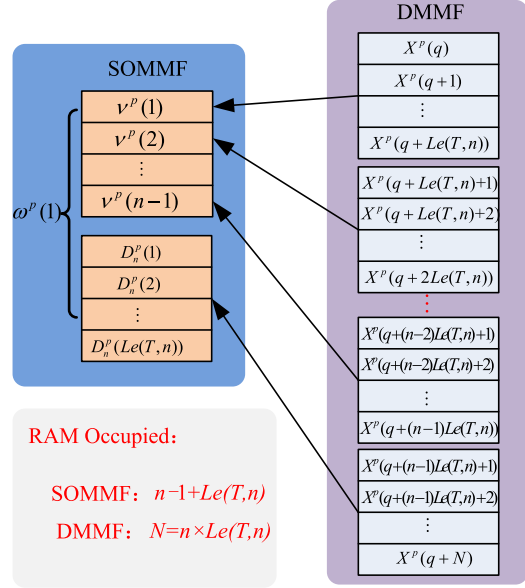 SOMMF
ν^p(1)
ν^p(2)
⋮
ν^p(n−1)
ω^p(1)
D_n^p(1)
D_n^p(2)
⋮
D_n^p(Le(T,n))
RAM Occupied：
SOMMF： n−1+Le(T,n)
DMMF： N=n×Le(T,n)
DMMF
X^p(q)
X^p(q+1)
⋮
X^p(q+Le(T,n))
X^p(q+Le(T,n)+1)
X^p(q+Le(T,n)+2)
⋮
X^p(q+2Le(T,n))
⋮
X^p(q+(n−2)Le(T,n)+1)
X^p(q+(n−2)Le(T,n)+2)
⋮
X^p(q+(n−1)Le(T,n))
X^p(q+(n−1)Le(T,n)+1)
X^p(q+(n−1)Le(T,n)+2)
⋮
X^p(q+N)